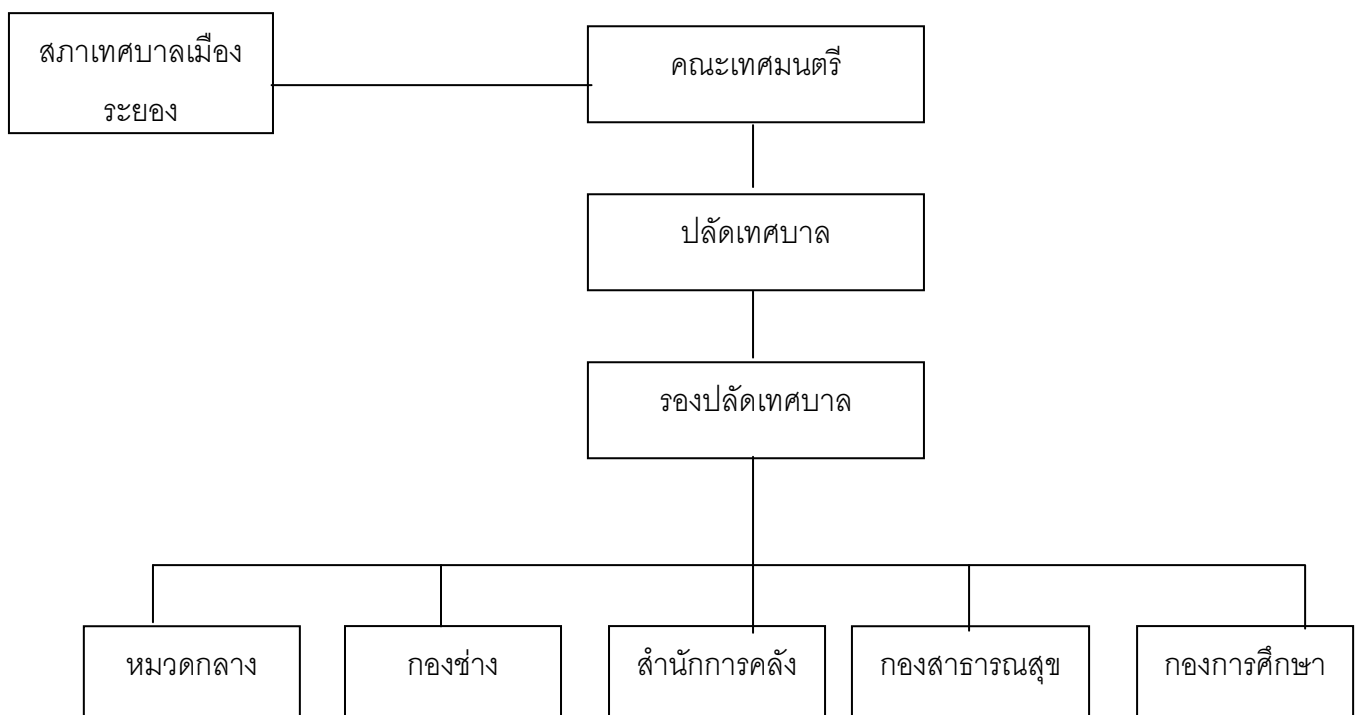 สภาเทศบาลเมือง
ระยอง
คณะเทศมนตรี
ปลัดเทศบาล
รองปลัดเทศบาล
หมวดกลาง
กองช่าง
สำนักการคลัง
กองสาธารณสุข
กองการศึกษา